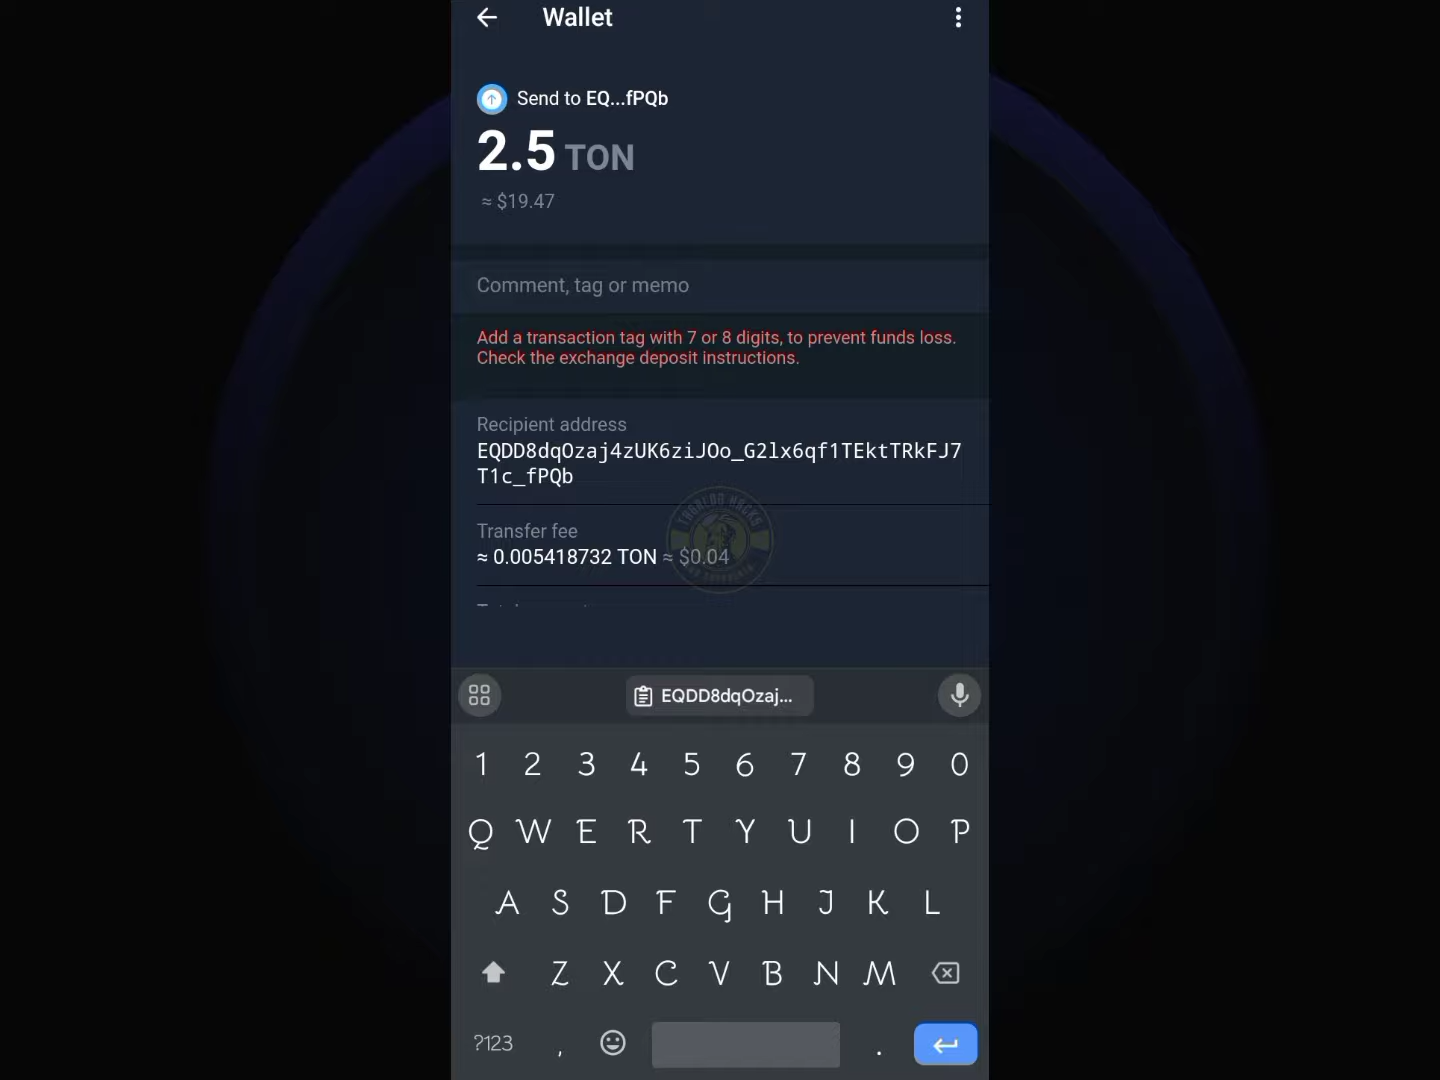 Wallet
Send to EQ...fPQb
2.5 TON
≈ $19.47
Comment, tag or memo
Add a transaction tag with 7 or 8 digits, to prevent funds loss.
Check the exchange deposit instructions.
Recipient address
EQDD8dqOzaj4zUK6ziJOo_G2lx6qf1TEktTRkFJ7
T1c_fPQb
Transfer fee
≈ 0.005418732 TON ≈ $0.04
EQDD8dqOzaj...
1 2 3 4 5 6 7 8 9 0
Q W E R T Y U I O P
A S D F G H J K L
Z X C V B N M
?123 , .